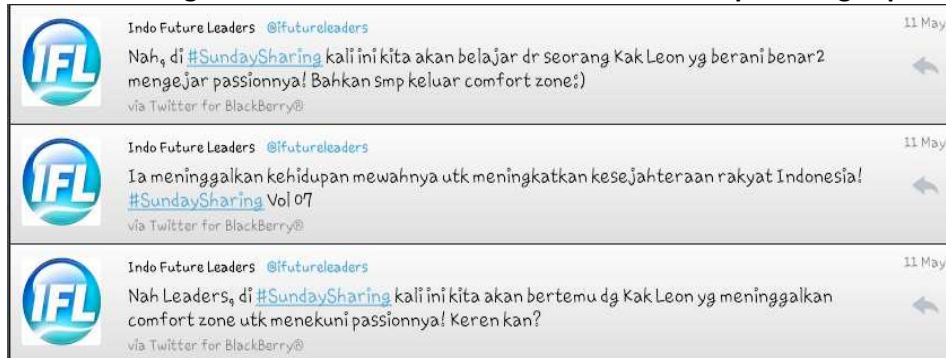 Indo Future Leaders @ifutureleaders 11 May
Nah, di #SundaySharing kali ini kita akan belajar dr seorang Kak Leon yg berani benar2
mengejar passionnya! Bahkan smp keluar comfort zone:)
via Twitter for BlackBerry®
IFL
Indo Future Leaders @ifutureleaders 11 May
Ia meninggalkan kehidupan mewahnya utk meningkatkan kesejahteraan rakyat Indonesia!
#SundaySharing Vol 07
via Twitter for BlackBerry®
IFL
Indo Future Leaders @ifutureleaders 11 May
Nah Leaders, di #SundaySharing kali ini kita akan bertemu dg Kak Leon yg meninggalkan
comfort zone utk menekuni passionnya! Keren kan?
via Twitter for BlackBerry®
IFL